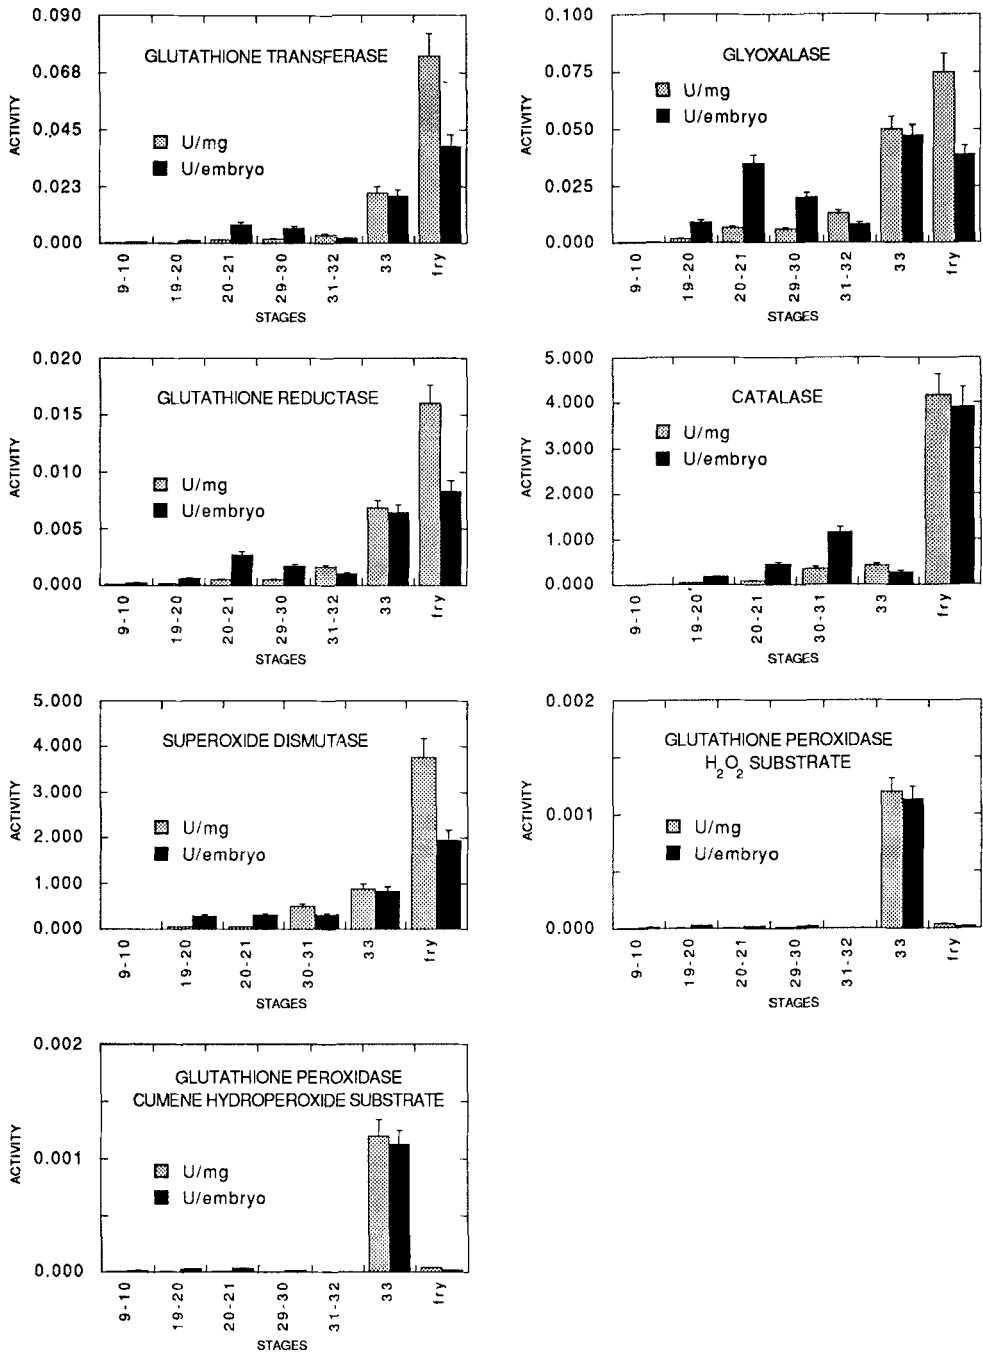 GLUTATHIONE TRANSFERASE
ACTIVITY
0.090
0.068
0.045
0.023
0.000
U/mg
U/embryo
9-10
19-20
20-21
29-30
31-32
33
fry
STAGES
GLYOXALASE
ACTIVITY
0.100
0.075
0.050
0.025
0.000
U/mg
U/embryo
9-10
19-20
20-21
29-30
31-32
33
fry
STAGES
GLUTATHIONE REDUCTASE
ACTIVITY
0.020
0.015
0.010
0.005
0.000
U/mg
U/embryo
9-10
19-20
20-21
29-30
31-32
33
fry
STAGES
CATALASE
ACTIVITY
5.000
4.000
3.000
2.000
1.000
0.000
U/mg
U/embryo
9-10
19-20
20-21
30-31
33
fry
STAGES
SUPEROXIDE DISMUTASE
ACTIVITY
5.000
4.000
3.000
2.000
1.000
0.000
U/mg
U/embryo
9-10
19-20
20-21
30-31
33
fry
STAGES
GLUTATHIONE PEROXIDASE
H2O2 SUBSTRATE
ACTIVITY
0.002
0.001
0.000
U/mg
U/embryo
9-10
19-20
20-21
29-30
31-32
33
fry
STAGES
GLUTATHIONE PEROXIDASE
CUMENE HYDROPEROXIDE SUBSTRATE
ACTIVITY
0.002
0.001
0.000
U/mg
U/embryo
9-10
19-20
20-21
29-30
31-32
33
fry
STAGES